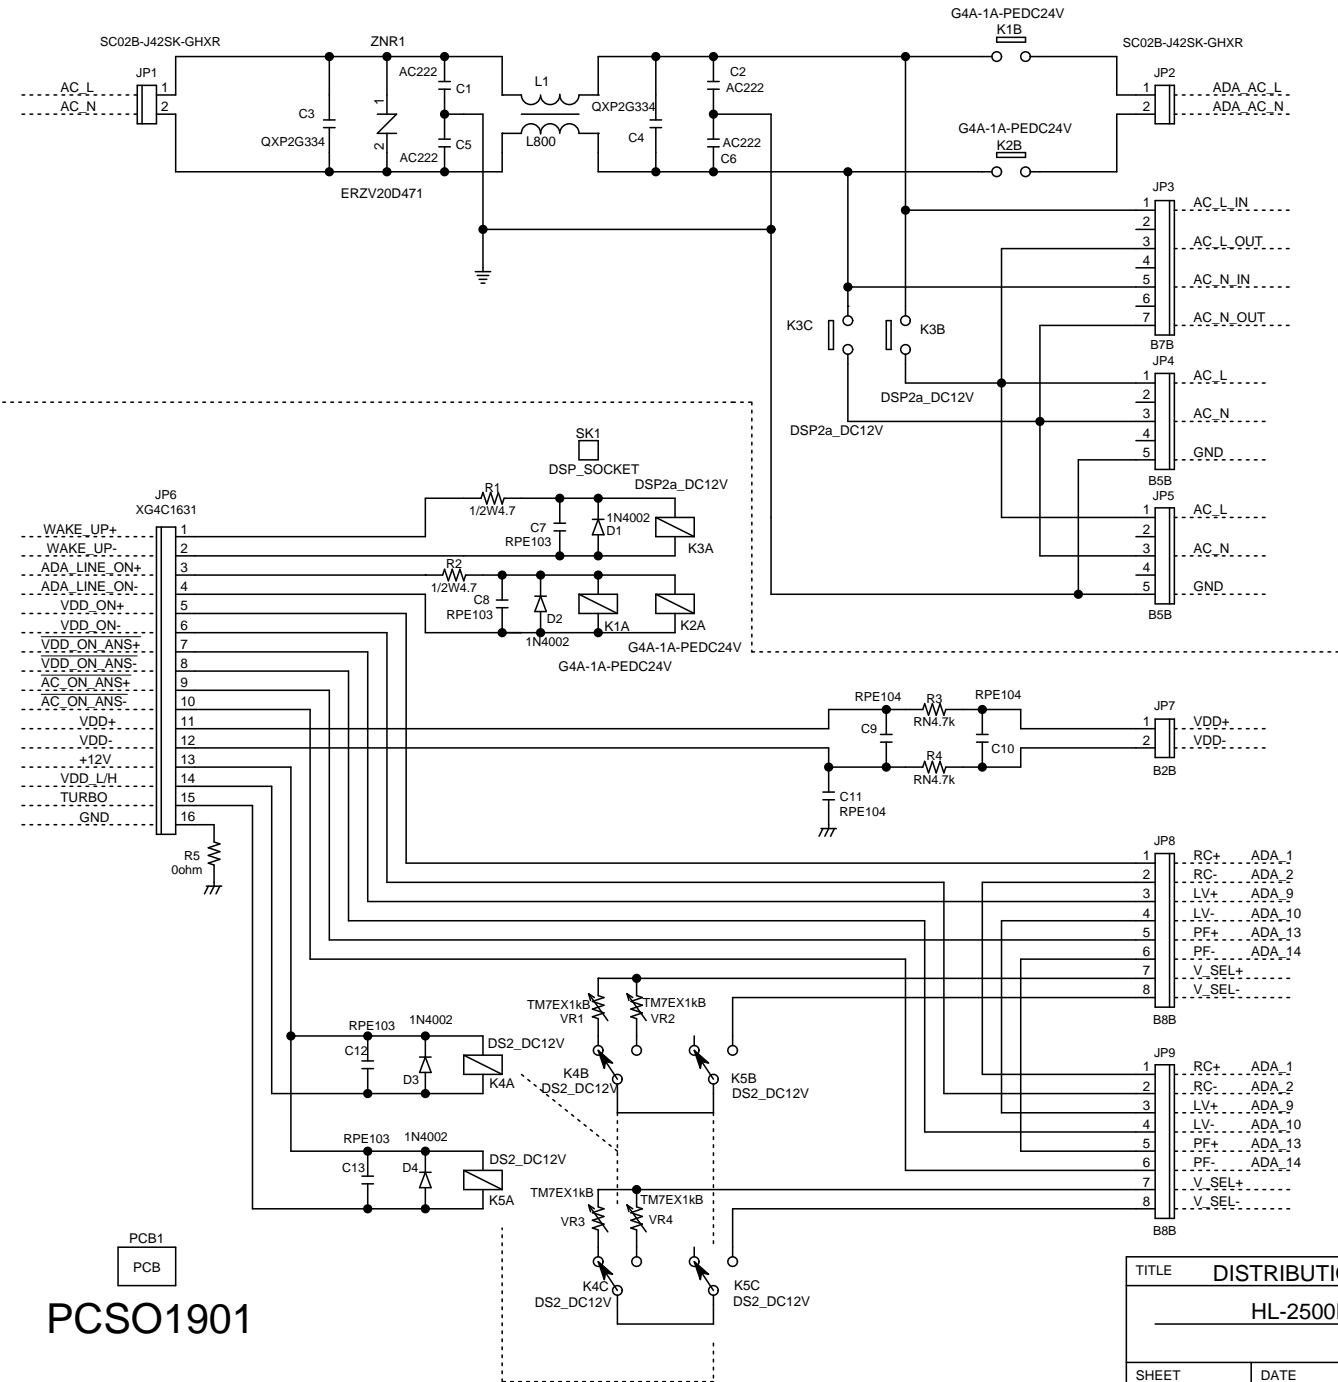 G4A-1A-PEDC24V
K1B
SC02B-J42SK-GHXR
ZNR1
SC02B-J42SK-GHXR
JP1
AC_L
AC_N
1
2
AC222
C1
L1
C2
AC222
JP2
1
2
ADA_AC_L
ADA_AC_N
C3
QXP2G334
1
2
QXP2G334
C4
G4A-1A-PEDC24V
K2B
AC222
C5
L800
AC222
C6
ERZV20D471
JP3
1 AC_L_IN
2
3 AC_L_OUT
4
5 AC_N_IN
6
7 AC_N_OUT
B7B
K3C
K3B
DSP2a_DC12V
DSP2a_DC12V
JP4
1 AC_L
2
3 AC_N
4
5 GND
B5B
JP5
1 AC_L
2
3 AC_N
4
5 GND
B5B
SK1
DSP_SOCKET
DSP2a_DC12V
R1
1/2W4.7
C7
RPE103
1N4002
D1
K3A
R2
1/2W4.7
C8
RPE103
D2
1N4002
K1A
K2A
G4A-1A-PEDC24V
G4A-1A-PEDC24V
JP6
XG4C1631
WAKE_UP+ 1
WAKE_UP- 2
ADA_LINE_ON+ 3
ADA_LINE_ON- 4
VDD_ON+ 5
VDD_ON- 6
VDD_ON_ANS+ 7
VDD_ON_ANS- 8
AC_ON_ANS+ 9
AC_ON_ANS- 10
VDD+ 11
VDD- 12
+12V 13
VDD_L/H 14
TURBO 15
GND 16
R5
0ohm
RPE104
R3
RN4.7k
RPE104
C9
C10
R4
RN4.7k
C11
RPE104
JP7
1 VDD+
2 VDD-
B2B
JP8
1 RC+ ADA_1
2 RC- ADA_2
3 LV+ ADA_9
4 LV- ADA_10
5 PF+ ADA_13
6 PF- ADA_14
7 V_SEL+
8 V_SEL-
B8B
TM7EX1kB
VR1
TM7EX1kB
VR2
RPE103
1N4002
C12
D3
DS2_DC12V
K4A
K4B
DS2_DC12V
K5B
DS2_DC12V
JP9
1 RC+ ADA_1
2 RC- ADA_2
3 LV+ ADA_9
4 LV- ADA_10
5 PF+ ADA_13
6 PF- ADA_14
7 V_SEL+
8 V_SEL-
B8B
RPE103
1N4002
C13
D4
DS2_DC12V
K5A
TM7EX1kB
VR3
TM7EX1kB
VR4
K4C
DS2_DC12V
K5C
DS2_DC12V
PCB1
PCB
PCSO1901
TITLE DISTRIBUTI
HL-2500
SHEET DATE